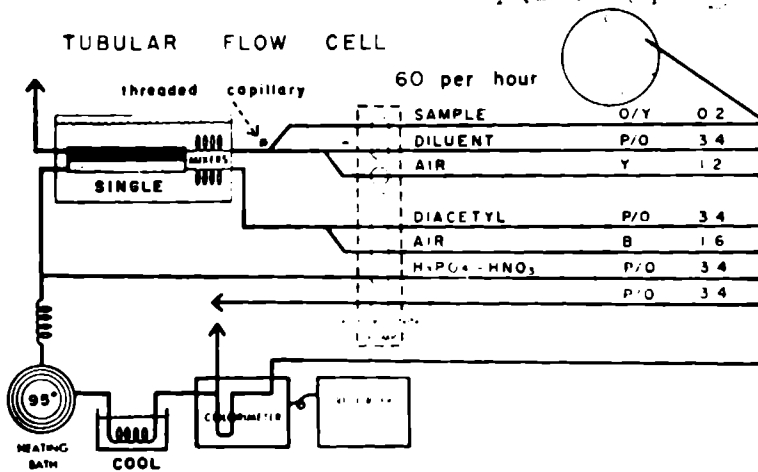 TUBULAR FLOW CELL
threaded capillary
60 per hour
SAMPLE O/Y 0.2
DILUENT P/O 3.4
AIR Y 1.2
MIXERS
SINGLE
DIACETYL P/O 3.4
AIR B 1.6
H3PO4-HNO3 P/O 3.4
P/O 3.4
95°
COLORIMETER
HEATING
BATH
COOL